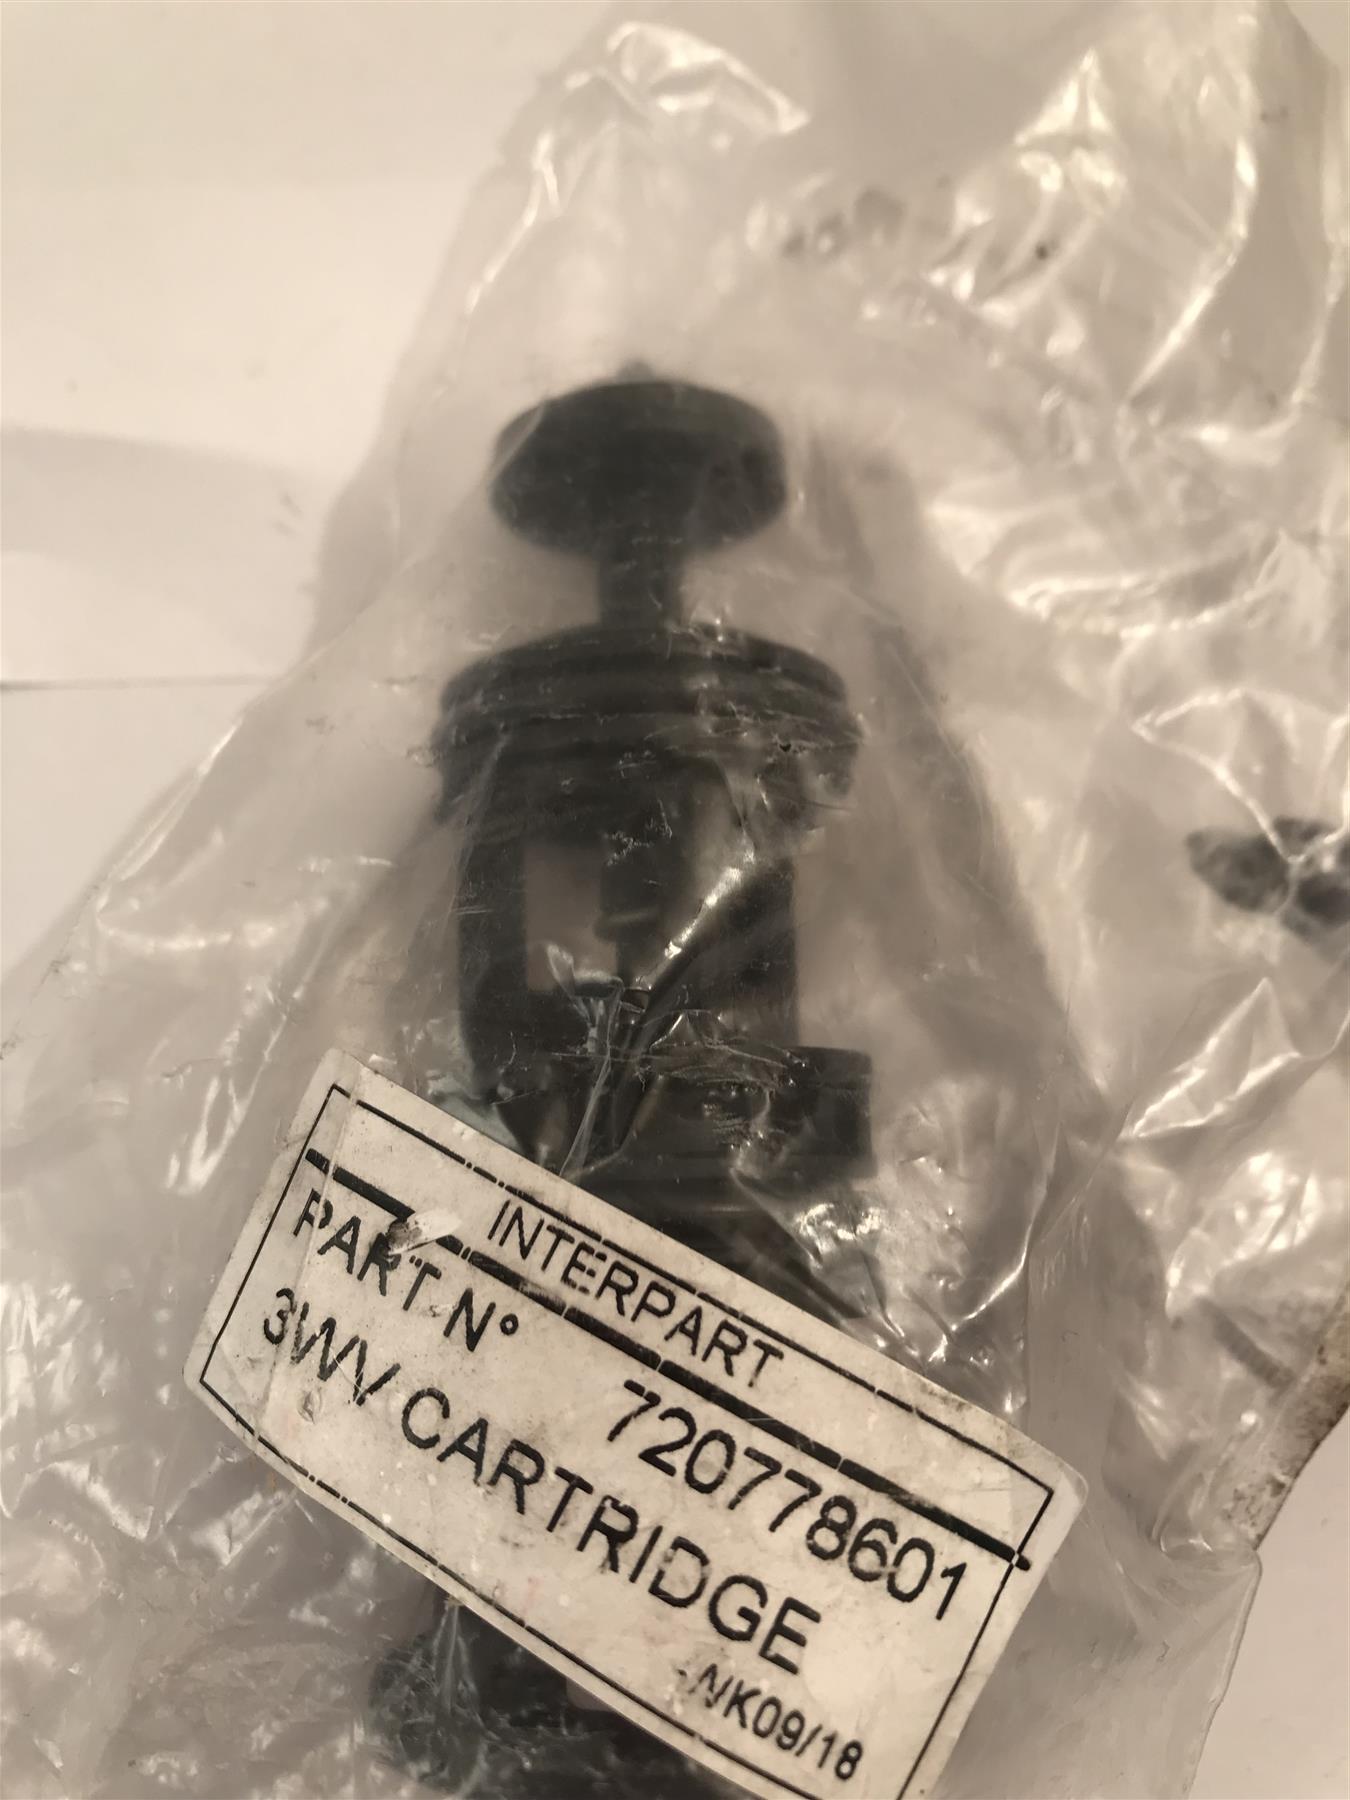 INTERPART
PART N° 720778601
3WV CARTRIDGE
WK09/18